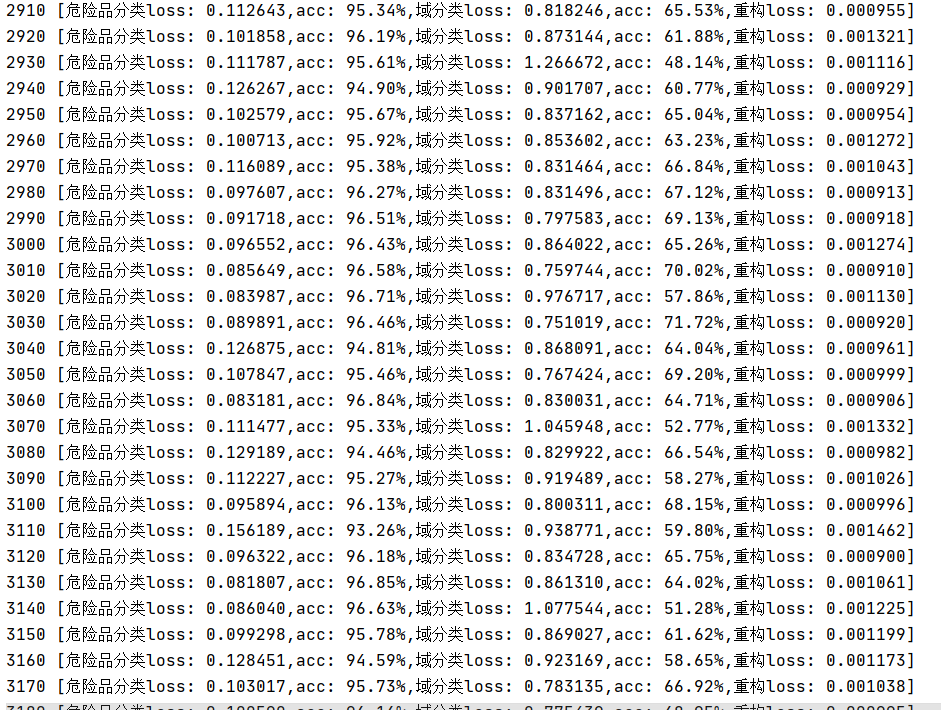 2910 [危险品分类loss: 0.112643,acc: 95.34%,域分类loss: 0.818246,acc: 65.53%,重构loss: 0.000955]
2920 [危险品分类loss: 0.101858,acc: 96.19%,域分类loss: 0.873144,acc: 61.88%,重构loss: 0.001321]
2930 [危险品分类loss: 0.111787,acc: 95.61%,域分类loss: 1.266672,acc: 48.14%,重构loss: 0.001116]
2940 [危险品分类loss: 0.126267,acc: 94.90%,域分类loss: 0.901707,acc: 60.77%,重构loss: 0.000929]
2950 [危险品分类loss: 0.102579,acc: 95.67%,域分类loss: 0.837162,acc: 65.04%,重构loss: 0.000954]
2960 [危险品分类loss: 0.100713,acc: 95.92%,域分类loss: 0.853602,acc: 63.23%,重构loss: 0.001272]
2970 [危险品分类loss: 0.116089,acc: 95.38%,域分类loss: 0.831464,acc: 66.84%,重构loss: 0.001043]
2980 [危险品分类loss: 0.097607,acc: 96.27%,域分类loss: 0.831496,acc: 67.12%,重构loss: 0.000913]
2990 [危险品分类loss: 0.091718,acc: 96.51%,域分类loss: 0.797583,acc: 69.13%,重构loss: 0.000918]
3000 [危险品分类loss: 0.096552,acc: 96.43%,域分类loss: 0.864022,acc: 65.26%,重构loss: 0.001274]
3010 [危险品分类loss: 0.085649,acc: 96.58%,域分类loss: 0.759744,acc: 70.02%,重构loss: 0.000910]
3020 [危险品分类loss: 0.083987,acc: 96.71%,域分类loss: 0.976717,acc: 57.86%,重构loss: 0.001130]
3030 [危险品分类loss: 0.089891,acc: 96.46%,域分类loss: 0.751019,acc: 71.72%,重构loss: 0.000920]
3040 [危险品分类loss: 0.126875,acc: 94.81%,域分类loss: 0.868091,acc: 64.04%,重构loss: 0.000961]
3050 [危险品分类loss: 0.107847,acc: 95.46%,域分类loss: 0.767424,acc: 69.20%,重构loss: 0.000999]
3060 [危险品分类loss: 0.083181,acc: 96.84%,域分类loss: 0.830031,acc: 64.71%,重构loss: 0.000906]
3070 [危险品分类loss: 0.111477,acc: 95.33%,域分类loss: 1.045948,acc: 52.77%,重构loss: 0.001332]
3080 [危险品分类loss: 0.129189,acc: 94.46%,域分类loss: 0.829922,acc: 66.54%,重构loss: 0.000982]
3090 [危险品分类loss: 0.112227,acc: 95.27%,域分类loss: 0.919489,acc: 58.27%,重构loss: 0.001026]
3100 [危险品分类loss: 0.095894,acc: 96.13%,域分类loss: 0.800311,acc: 68.15%,重构loss: 0.000996]
3110 [危险品分类loss: 0.156189,acc: 93.26%,域分类loss: 0.938771,acc: 59.80%,重构loss: 0.001462]
3120 [危险品分类loss: 0.096322,acc: 96.18%,域分类loss: 0.834728,acc: 65.75%,重构loss: 0.000900]
3130 [危险品分类loss: 0.081807,acc: 96.85%,域分类loss: 0.861310,acc: 64.02%,重构loss: 0.001061]
3140 [危险品分类loss: 0.086040,acc: 96.63%,域分类loss: 1.077544,acc: 51.28%,重构loss: 0.001225]
3150 [危险品分类loss: 0.099298,acc: 95.78%,域分类loss: 0.869027,acc: 61.62%,重构loss: 0.001199]
3160 [危险品分类loss: 0.128451,acc: 94.59%,域分类loss: 0.923169,acc: 58.65%,重构loss: 0.001173]
3170 [危险品分类loss: 0.103017,acc: 95.73%,域分类loss: 0.783135,acc: 66.92%,重构loss: 0.001038]